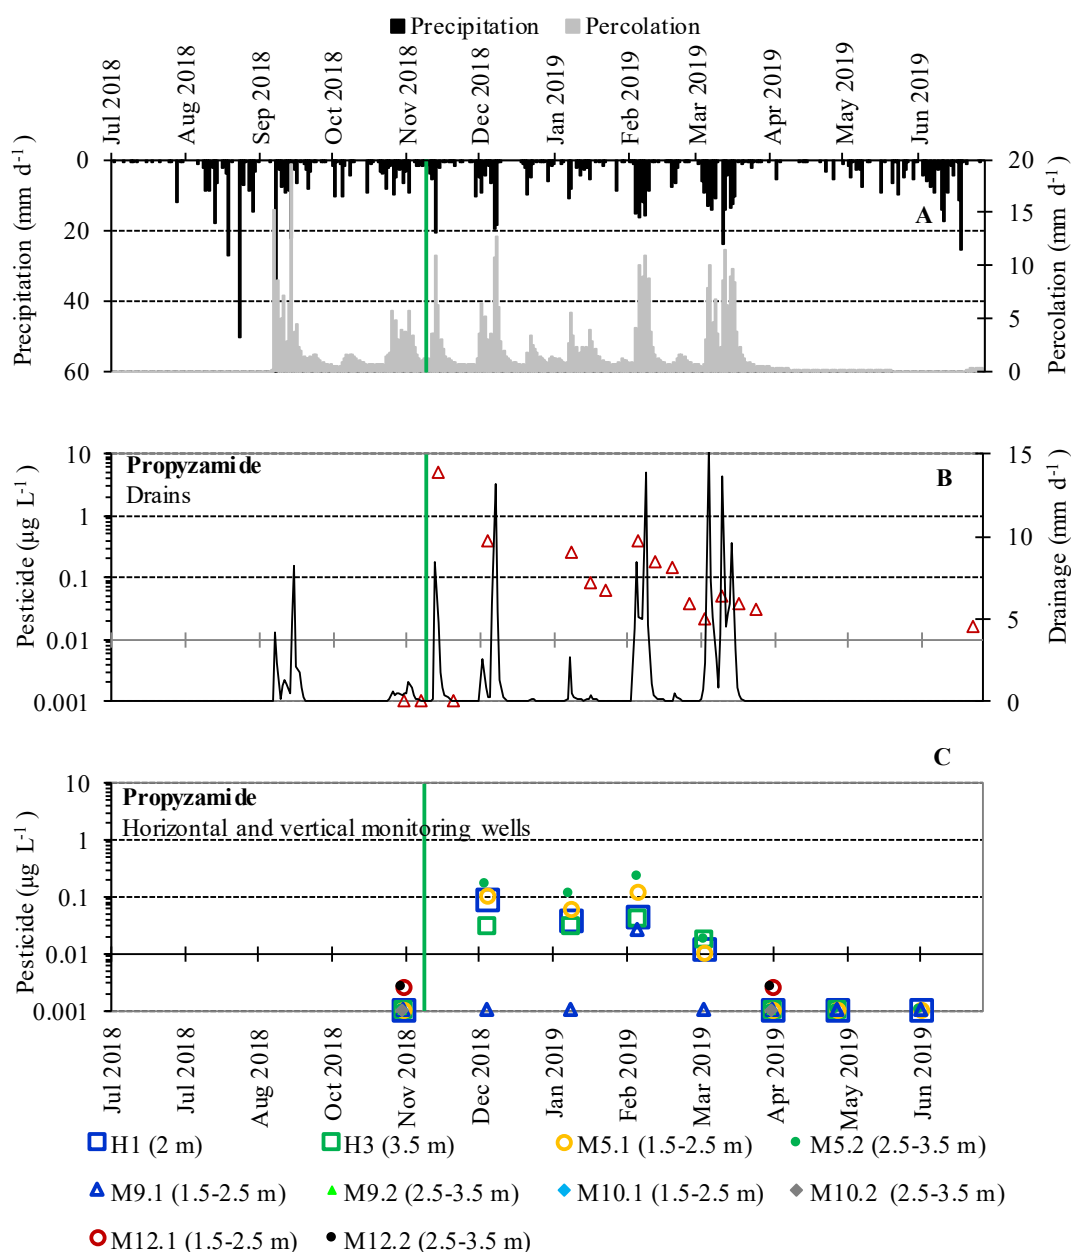 Precipitation Percolation
Jul 2018 Aug 2018 Sep 2018 Oct 2018 Nov 2018 Dec 2018 Jan 2019 Feb 2019 Mar 2019 Apr 2019 May 2019 Jun 2019
Precipitation (mm d-1)
0
20
40
60
A
20
15
10
5
0
Percolation (mm d-1)
Propyzamide
Drains
B
Pesticide (µg L-1)
10
1
0.1
0.01
0.001
15
10
5
0
Drainage (mm d-1)
C
Propyzamide
Horizontal and vertical monitoring wells
Pesticide (µg L-1)
10
1
0.1
0.01
0.001
Jul 2018 Jul 2018 Aug 2018 Oct 2018 Nov 2018 Dec 2018 Jan 2019 Feb 2019 Mar 2019 Apr 2019 May 2019 Jun 2019
H1 (2 m) H3 (3.5 m) M5.1 (1.5-2.5 m) M5.2 (2.5-3.5 m)
M9.1 (1.5-2.5 m) M9.2 (2.5-3.5 m) M10.1 (1.5-2.5 m) M10.2 (2.5-3.5 m)
M12.1 (1.5-2.5 m) M12.2 (2.5-3.5 m)